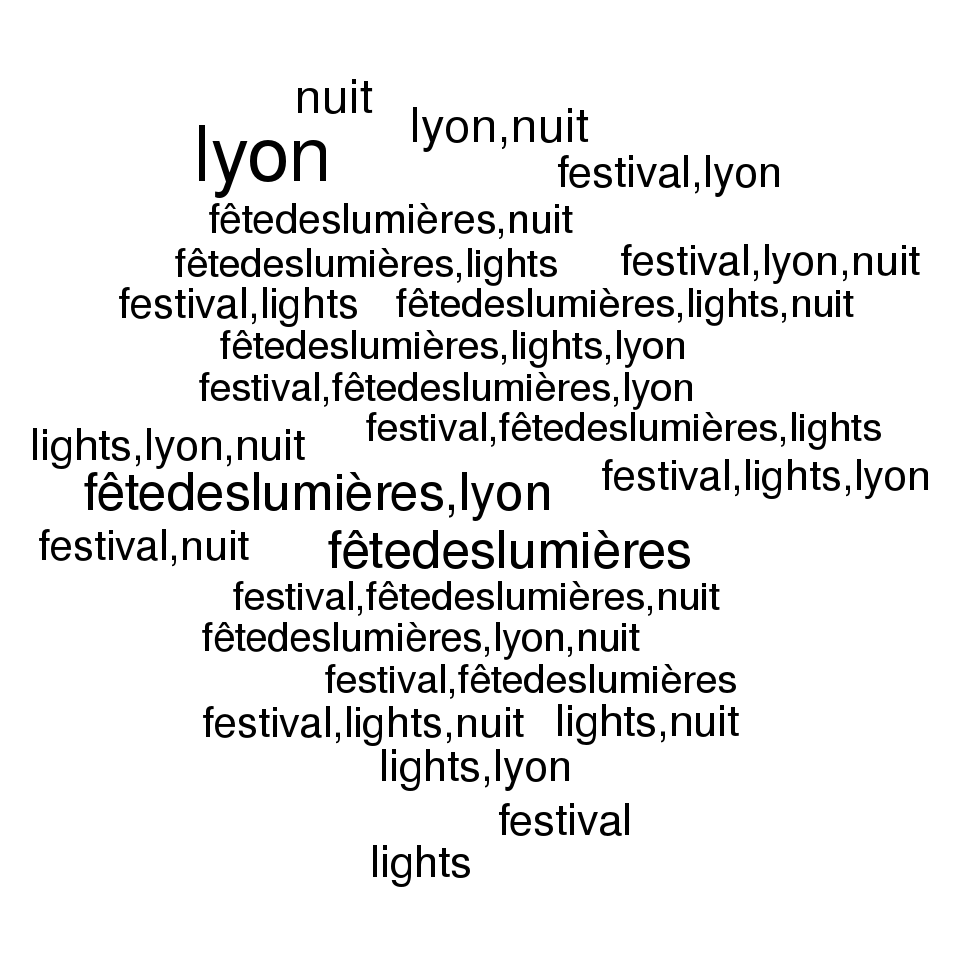 nuit
lyon,nuit
lyon
festival,lyon
fêtedeslumières,nuit
fêtedeslumières,lights
festival,lyon,nuit
festival,lights
fêtedeslumières,lights,nuit
fêtedeslumières,lights,lyon
festival,fêtedeslumières,lyon
festival,fêtedeslumières,lights
lights,lyon,nuit
festival,lights,lyon
fêtedeslumières,lyon
festival,nuit
fêtedeslumières
festival,fêtedeslumières,nuit
fêtedeslumières,lyon,nuit
festival,fêtedeslumières
festival,lights,nuit
lights,nuit
lights,lyon
festival
lights